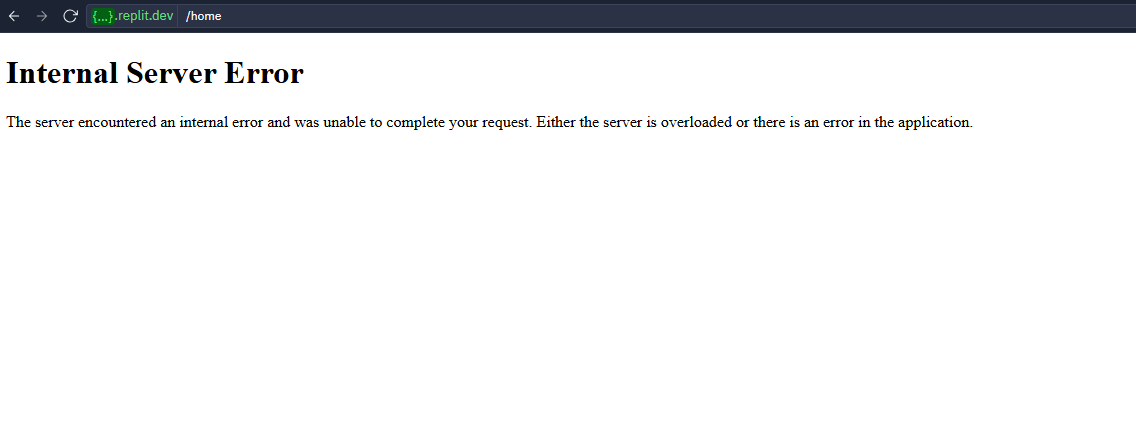 {...}.replit.dev /home
Internal Server Error
The server encountered an internal error and was unable to complete your request. Either the server is overloaded or there is an error in the application.